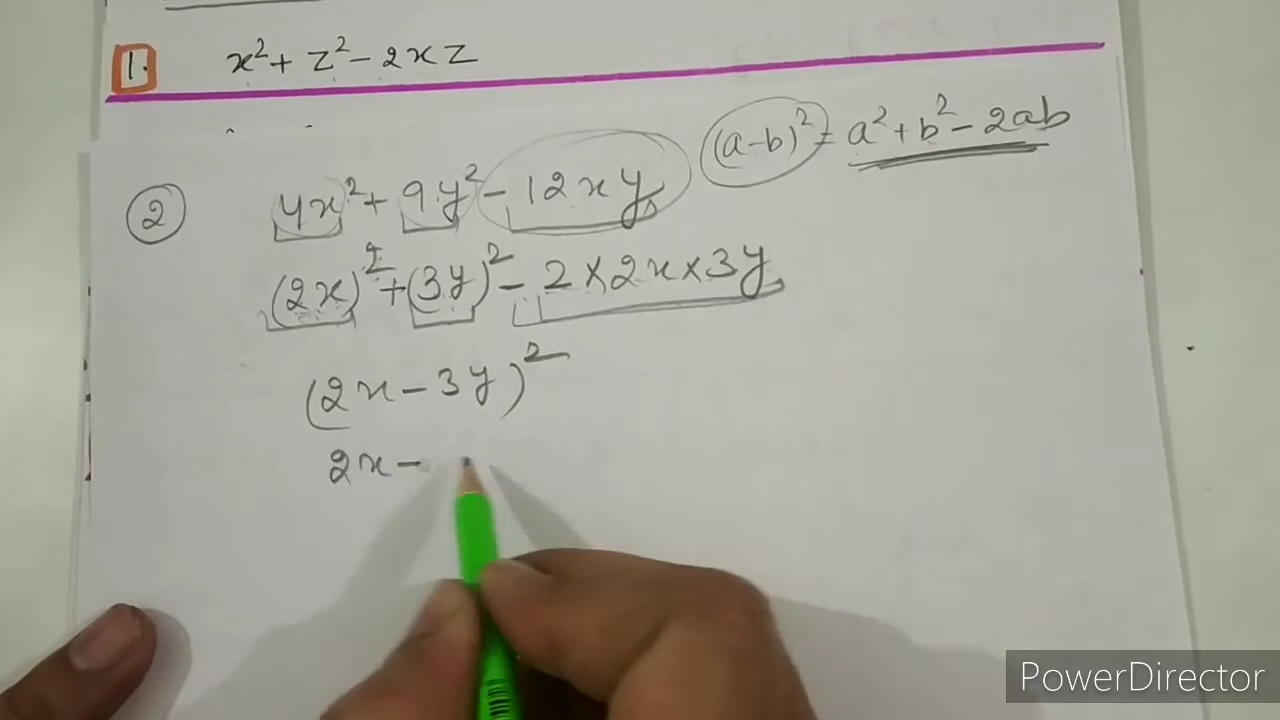 1. x² + z² - 2xz
(a-b)² = a² + b² - 2ab
2 4x² + 9y² - 12xy
(2x)² + (3y)² - 2×2x×3y
(2x - 3y)²
2x -
PowerDirector